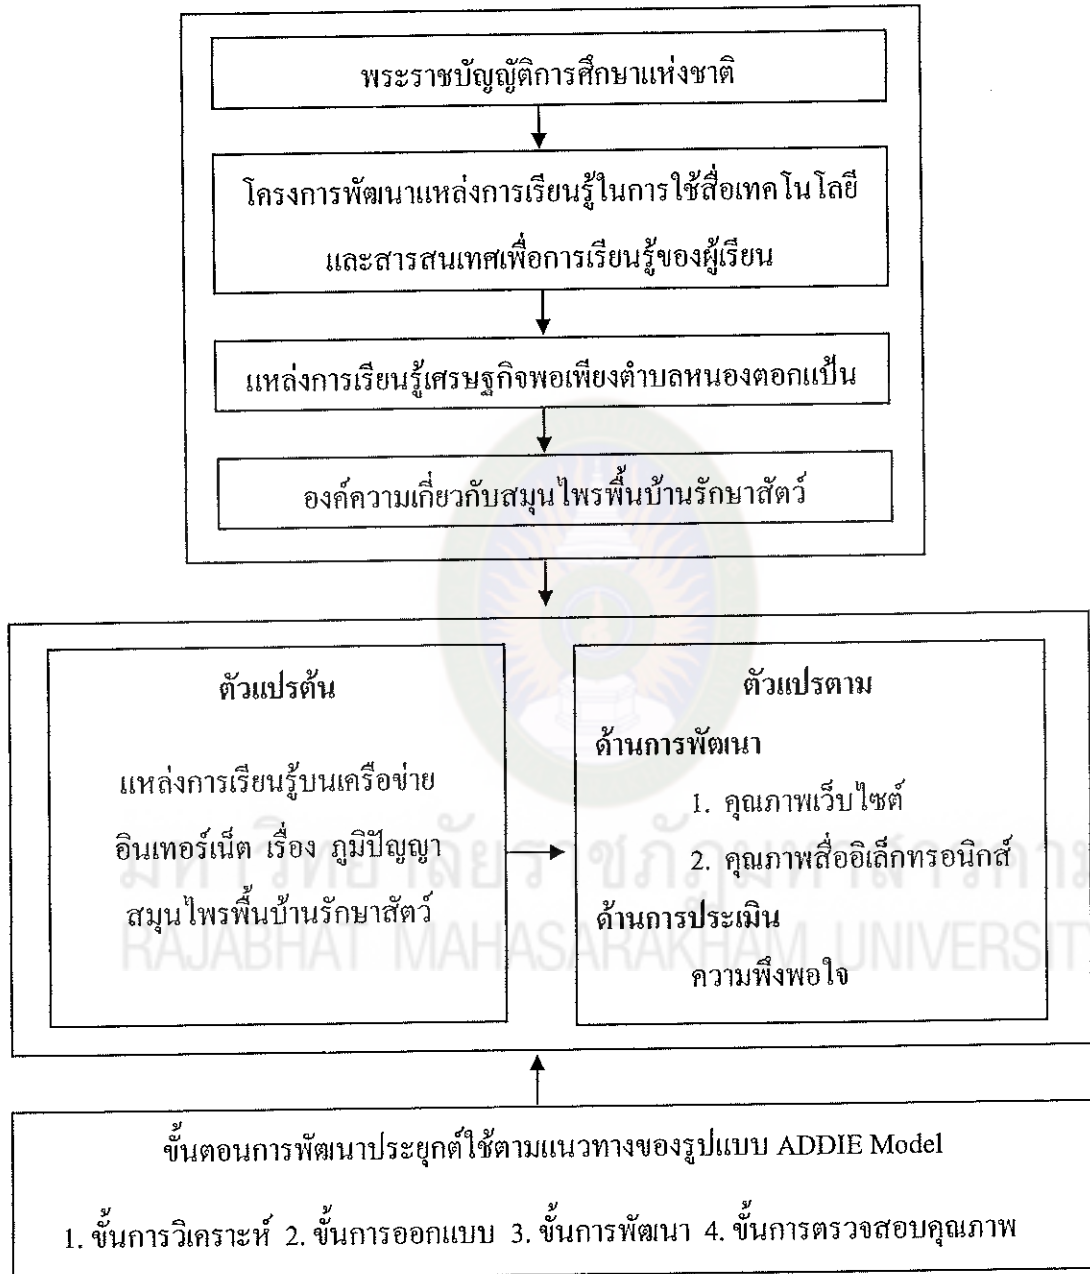 พระราชบัญญัติการศึกษาแห่งชาติ
โครงการพัฒนาแหล่งการเรียนรู้ในการใช้สื่อเทคโนโลยี
และสารสนเทศเพื่อการเรียนรู้ของผู้เรียน
แหล่งการเรียนรู้เศรษฐกิจพอเพียงตำบลหนองตอกแป้น
องค์ความเกี่ยวกับสมุนไพรพื้นบ้านรักษาสัตว์
ตัวแปรต้น
แหล่งการเรียนรู้บนเครือข่าย
อินเทอร์เน็ต เรื่อง ภูมิปัญญา
สมุนไพรพื้นบ้านรักษาสัตว์
ตัวแปรตาม
ด้านการพัฒนา
1. คุณภาพเว็บไซต์
2. คุณภาพสื่ออิเล็กทรอนิกส์
ด้านการประเมิน
ความพึงพอใจ
มหาวิทยาลัยราชภัฏมหาสารคาม
RAJABHAT MAHASARAKHAM UNIVERSITY
ขั้นตอนการพัฒนาประยุกต์ใช้ตามแนวทางของรูปแบบ ADDIE Model
1. ขั้นการวิเคราะห์ 2. ขั้นการออกแบบ 3. ขั้นการพัฒนา 4. ขั้นการตรวจสอบคุณภาพ